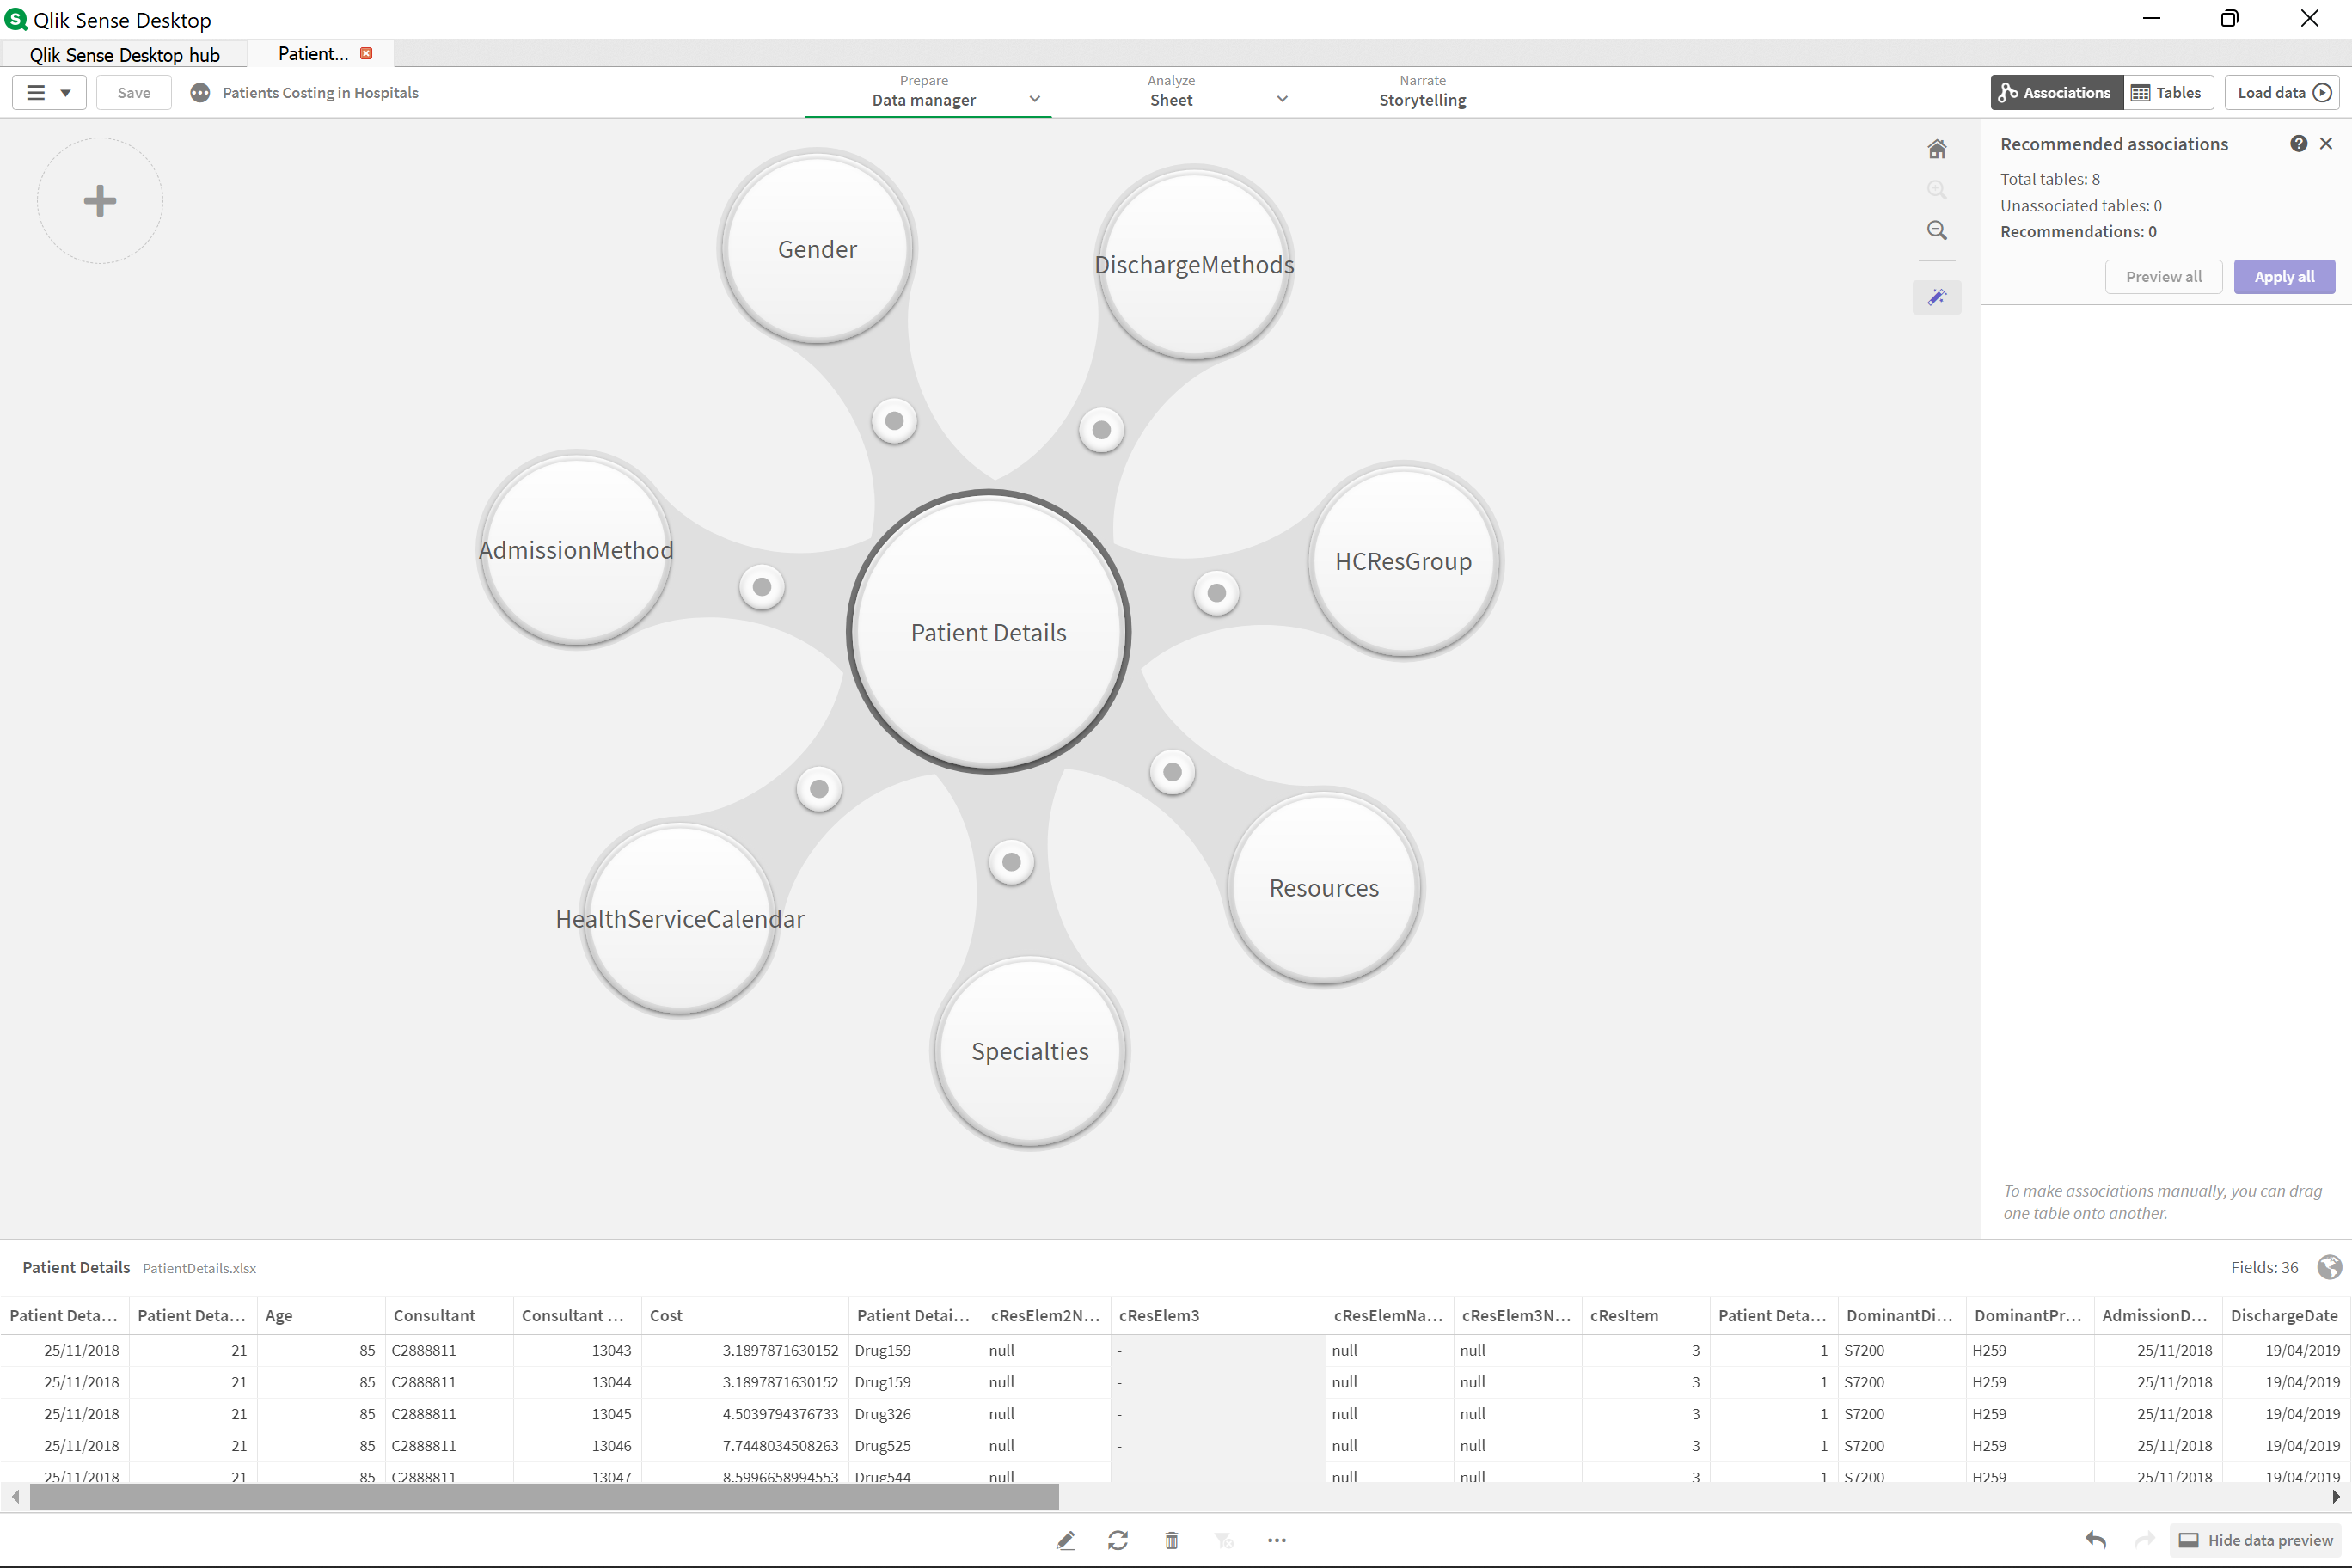 Qlik Sense Desktop
Qlik Sense Desktop hub
Patient...
Save
Patients Costing in Hospitals
Prepare
Data manager
Analyze
Sheet
Narrate
Storytelling
Associations
Tables
Load data
Recommended associations
Total tables: 8
Unassociated tables: 0
Recommendations: 0
Preview all
Apply all
Gender
DischargeMethods
AdmissionMethod
HCResGroup
Patient Details
Resources
HealthServiceCalendar
Specialties
To make associations manually, you can drag
one table onto another.
Patient Details PatientDetails.xlsx
Fields: 36
Patient Deta... Patient Deta... Age Consultant Consultant ... Cost Patient Detai... cResElem2N... cResElem3 cResElemNa... cResElem3N... cResItem Patient Deta... DominantDi... DominantPr... AdmissionD... DischargeDate
25/11/2018 21 85 C2888811 13043 3.1897871630152 Drug159 null - null null 3 1 S7200 H259 25/11/2018 19/04/2019
25/11/2018 21 85 C2888811 13044 3.1897871630152 Drug159 null - null null 3 1 S7200 H259 25/11/2018 19/04/2019
25/11/2018 21 85 C2888811 13045 4.5039794376733 Drug326 null - null null 3 1 S7200 H259 25/11/2018 19/04/2019
25/11/2018 21 85 C2888811 13046 7.7448034508263 Drug525 null - null null 3 1 S7200 H259 25/11/2018 19/04/2019
25/11/2018 21 85 C2888811 13047 8.5996658994553 Drug544 null - null null 3 1 S7200 H259 25/11/2018 19/04/2019
Hide data preview